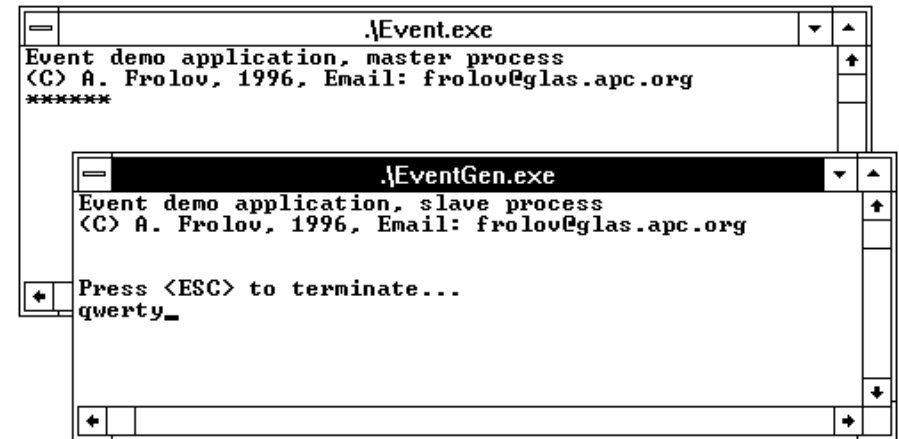 .\Event.exe
Event demo application, master process
(C) A. Frolov, 1996, Email: frolov@glas.apc.org
******
.\EventGen.exe
Event demo application, slave process
(C) A. Frolov, 1996, Email: frolov@glas.apc.org
Press <ESC> to terminate...
qwerty_